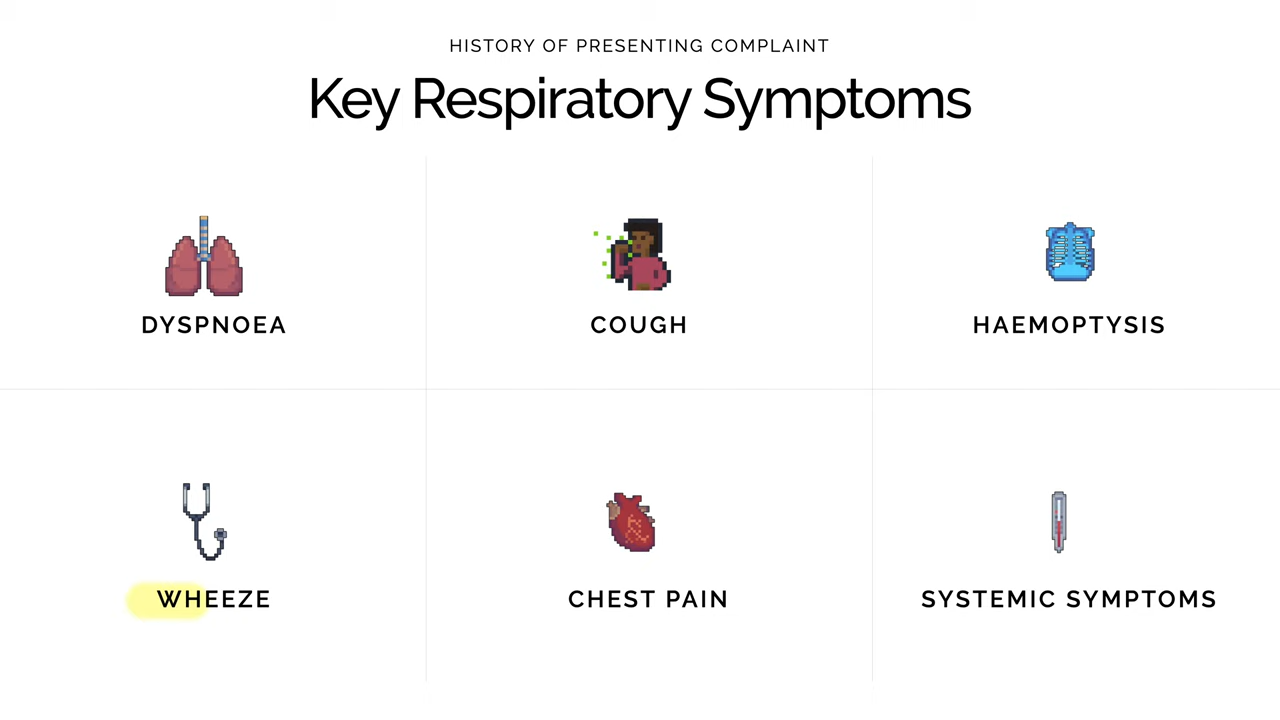 HISTORY OF PRESENTING COMPLAINT
Key Respiratory Symptoms
DYSPNOEA
COUGH
HAEMOPTYSIS
WHEEZE
CHEST PAIN
SYSTEMIC SYMPTOMS